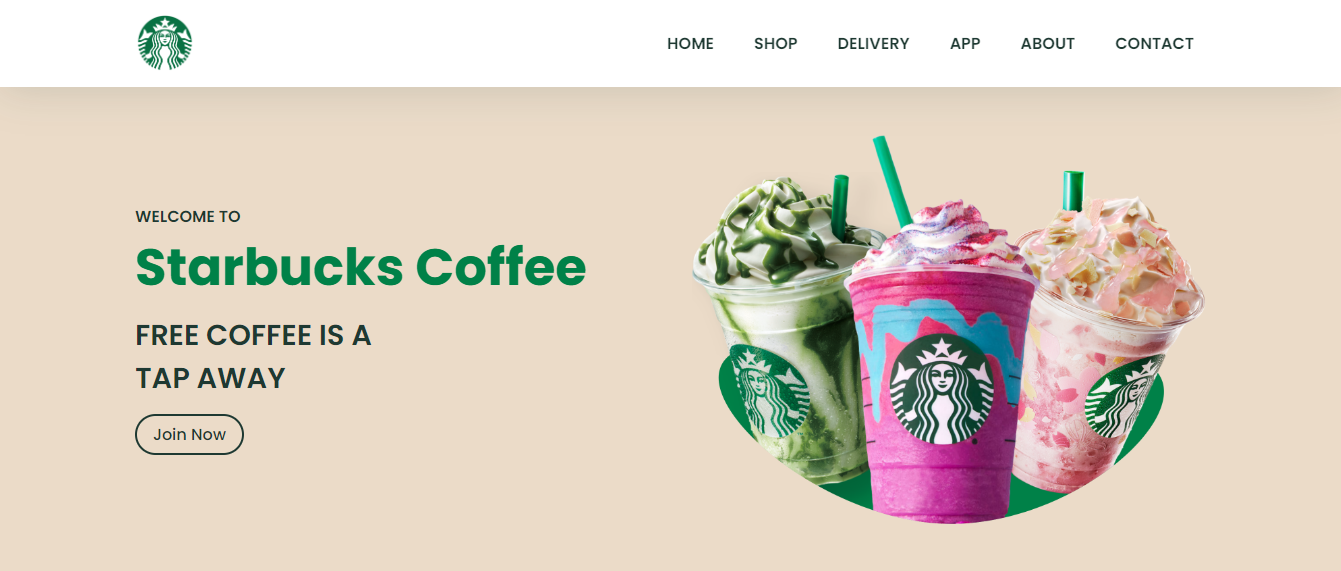 HOME SHOP DELIVERY APP ABOUT CONTACT
WELCOME TO
Starbucks Coffee
FREE COFFEE IS A
TAP AWAY
Join Now